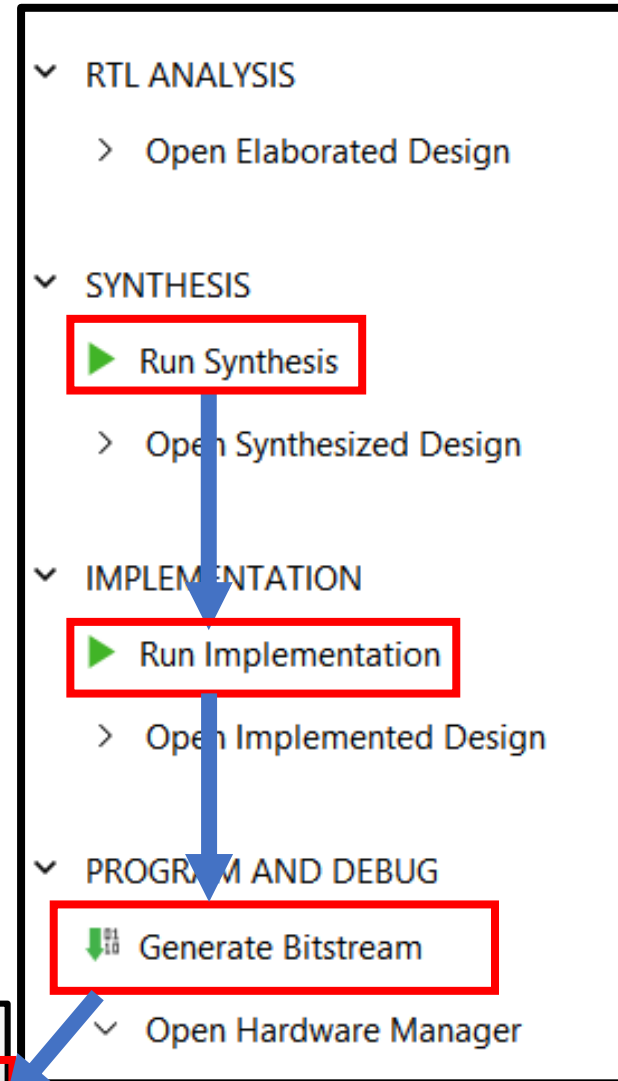 RTL ANALYSIS
Open Elaborated Design
SYNTHESIS
Run Synthesis
Open Synthesized Design
IMPLEMENTATION
Run Implementation
Open Implemented Design
PROGRAM AND DEBUG
Generate Bitstream
Open Hardware Manager